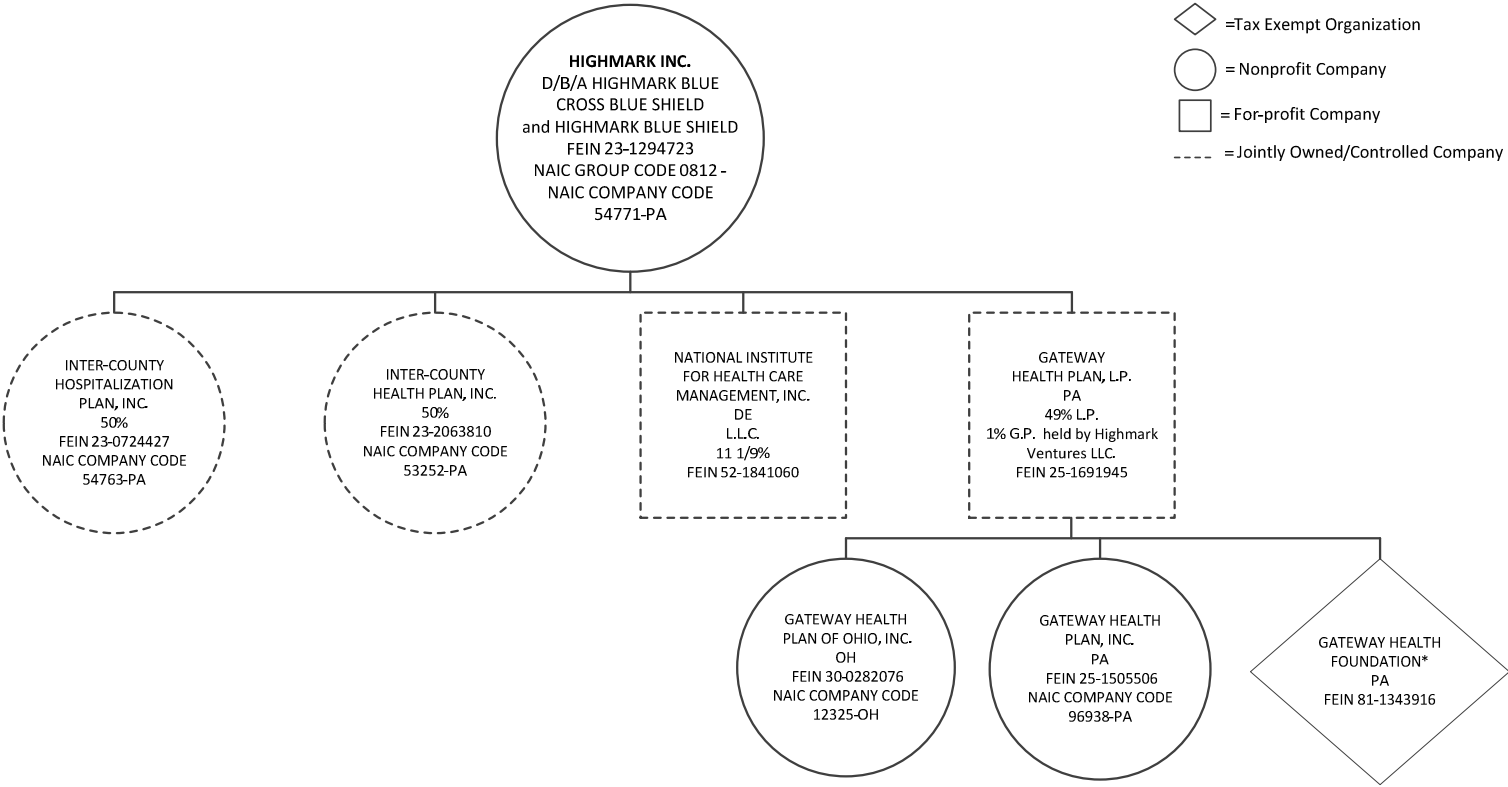 HIGHMARK INC.
D/B/A HIGHMARK BLUE
CROSS BLUE SHIELD
and HIGHMARK BLUE SHIELD
FEIN 23-1294723
NAIC GROUP CODE 0812 -
NAIC COMPANY CODE
54771-PA
=Tax Exempt Organization
= Nonprofit Company
= For-profit Company
= Jointly Owned/Controlled Company
INTER-COUNTY
HOSPITALIZATION
PLAN, INC.
50%
FEIN 23-0724427
NAIC COMPANY CODE
54763-PA
INTER-COUNTY
HEALTH PLAN, INC.
50%
FEIN 23-2063810
NAIC COMPANY CODE
53252-PA
NATIONAL INSTITUTE
FOR HEALTH CARE
MANAGEMENT, INC.
DE
L.L.C.
11 1/9%
FEIN 52-1841060
GATEWAY
HEALTH PLAN, L.P.
PA
49% L.P.
1% G.P. held by Highmark
Ventures LLC.
FEIN 25-1691945
GATEWAY HEALTH
PLAN OF OHIO, INC.
OH
FEIN 30-0282076
NAIC COMPANY CODE
12325-OH
GATEWAY HEALTH
PLAN, INC.
PA
FEIN 25-1505506
NAIC COMPANY CODE
96938-PA
GATEWAY HEALTH
FOUNDATION*
PA
FEIN 81-1343916